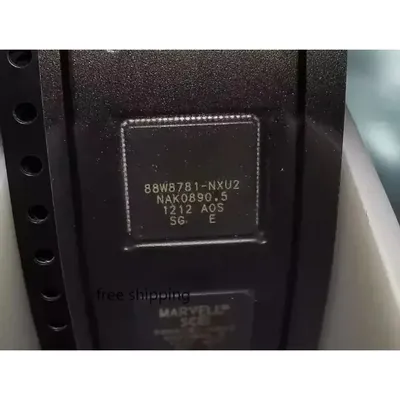 88W8781-NXU2
NAK0890.5
1212 A0S
SG E
free shipping
MARVELL